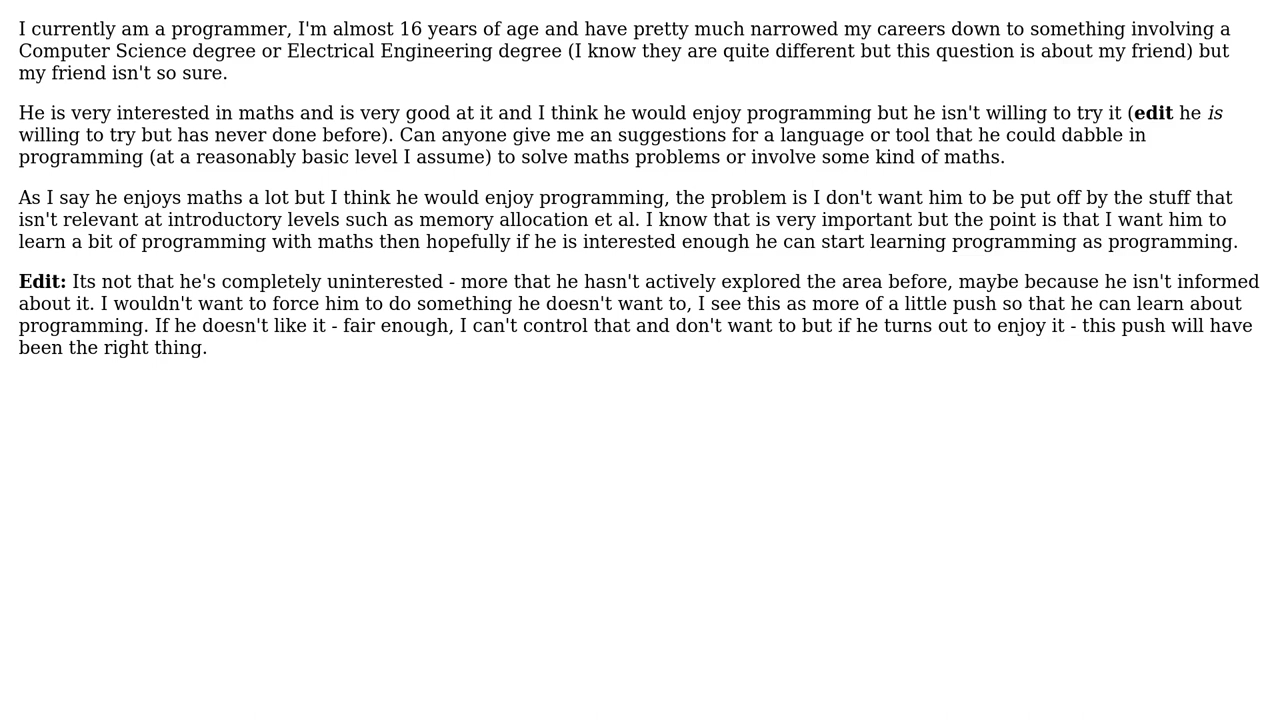 I currently am a programmer, I'm almost 16 years of age and have pretty much narrowed my careers down to something involving a
Computer Science degree or Electrical Engineering degree (I know they are quite different but this question is about my friend) but
my friend isn't so sure.
He is very interested in maths and is very good at it and I think he would enjoy programming but he isn't willing to try it (edit he is
willing to try but has never done before). Can anyone give me an suggestions for a language or tool that he could dabble in
programming (at a reasonably basic level I assume) to solve maths problems or involve some kind of maths.
As I say he enjoys maths a lot but I think he would enjoy programming, the problem is I don't want him to be put off by the stuff that
isn't relevant at introductory levels such as memory allocation et al. I know that is very important but the point is that I want him to
learn a bit of programming with maths then hopefully if he is interested enough he can start learning programming as programming.
Edit: Its not that he's completely uninterested - more that he hasn't actively explored the area before, maybe because he isn't informed
about it. I wouldn't want to force him to do something he doesn't want to, I see this as more of a little push so that he can learn about
programming. If he doesn't like it - fair enough, I can't control that and don't want to but if he turns out to enjoy it - this push will have
been the right thing.